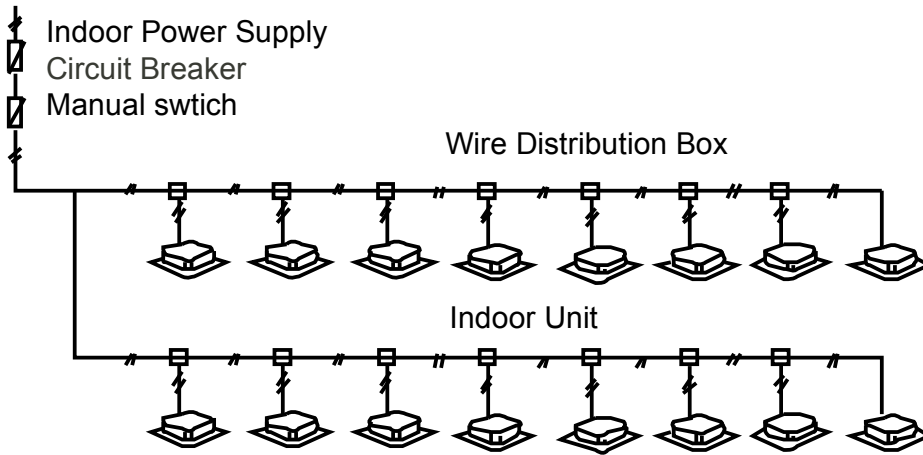 Indoor Power Supply
Circuit Breaker
Manual swtich
Wire Distribution Box
Indoor Unit